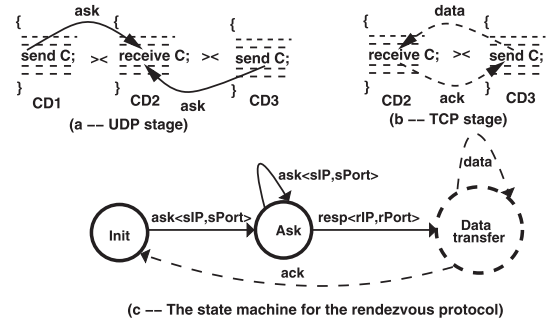 ask
{ {
{
send C; >< receive C; >< send C;
} }
}
CD1 CD2 CD3
ask
(a -- UDP stage)
data
{ {
receive C; >< send C;
} }
CD2 ack CD3
(b -- TCP stage)
data
ask<sIP,sPort>
Init ask<sIP,sPort> Ask resp<rIP,rPort> Data
transfer
ack
(c -- The state machine for the rendezvous protocol)